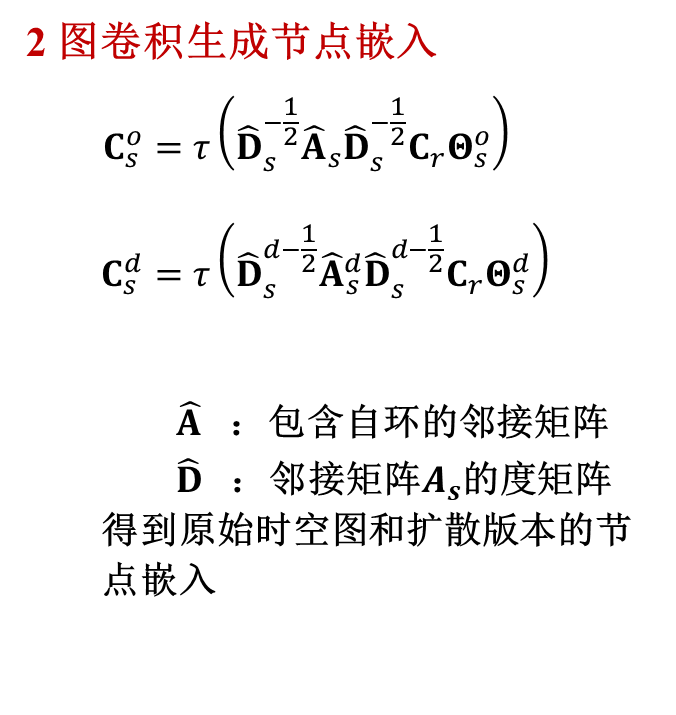 2 图卷积生成节点嵌入
$\mathbf{C}_s^o = \tau\left(\widehat{\mathbf{D}}_s^{-\frac{1}{2}}\widehat{\mathbf{A}}_s\widehat{\mathbf{D}}_s^{-\frac{1}{2}}\mathbf{C}_r\mathbf{\Theta}_s^o\right)$
$\mathbf{C}_s^d = \tau\left(\widehat{\mathbf{D}}_s^{d-\frac{1}{2}}\widehat{\mathbf{A}}_s^d\widehat{\mathbf{D}}_s^{d-\frac{1}{2}}\mathbf{C}_r\mathbf{\Theta}_s^d\right)$
$\widehat{\mathbf{A}}$ ：包含自环的邻接矩阵
$\widehat{\mathbf{D}}$ ：邻接矩阵$\boldsymbol{A}_s$的度矩阵
得到原始时空图和扩散版本的节
点嵌入